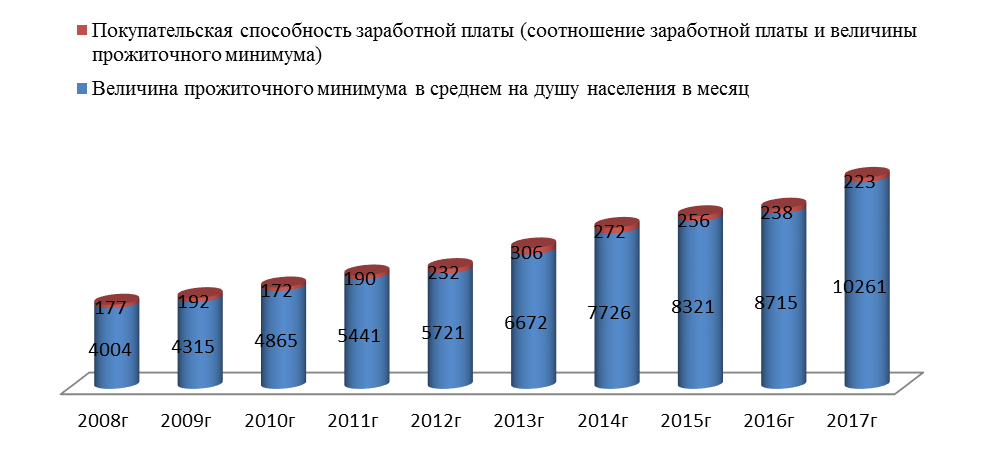 Покупательская способность заработной платы (соотношение заработной платы и величины
прожиточного минимума)
Величина прожиточного минимума в среднем на душу населения в месяц
177 192 172 190 232 306 272 256 238 223
4004 4315 4865 5441 5721 6672 7726 8321 8715 10261
2008г 2009г 2010г 2011г 2012г 2013г 2014г 2015г 2016г 2017г